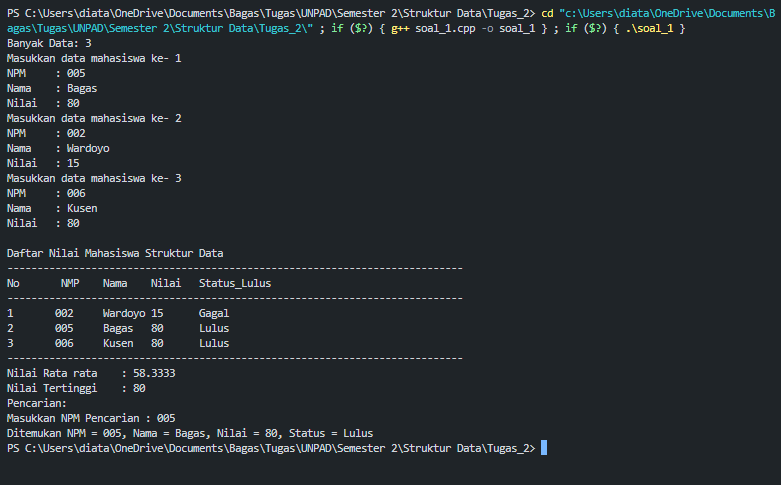 PS C:\Users\diata\OneDrive\Documents\Bagas\Tugas\UNPAD\Semester 2\Struktur Data\Tugas_2> cd "c:\Users\diata\OneDrive\Documents\B
agas\Tugas\UNPAD\Semester 2\Struktur Data\Tugas_2\" ; if ($?) { g++ soal_1.cpp -o soal_1 } ; if ($?) { .\soal_1 }
Banyak Data: 3
Masukkan data mahasiswa ke- 1
NPM     : 005
Nama    : Bagas
Nilai   : 80
Masukkan data mahasiswa ke- 2
NPM     : 002
Nama    : Wardoyo
Nilai   : 15
Masukkan data mahasiswa ke- 3
NPM     : 006
Nama    : Kusen
Nilai   : 80
Daftar Nilai Mahasiswa Struktur Data
----------------------------------------------------------------------------
No       NMP    Nama    Nilai   Status_Lulus
----------------------------------------------------------------------------
1       002     Wardoyo 15      Gagal
2       005     Bagas   80      Lulus
3       006     Kusen   80      Lulus
----------------------------------------------------------------------------
Nilai Rata rata    : 58.3333
Nilai Tertinggi    : 80
Pencarian:
Masukkan NPM Pencarian : 005
Ditemukan NPM = 005, Nama = Bagas, Nilai = 80, Status = Lulus
PS C:\Users\diata\OneDrive\Documents\Bagas\Tugas\UNPAD\Semester 2\Struktur Data\Tugas_2>